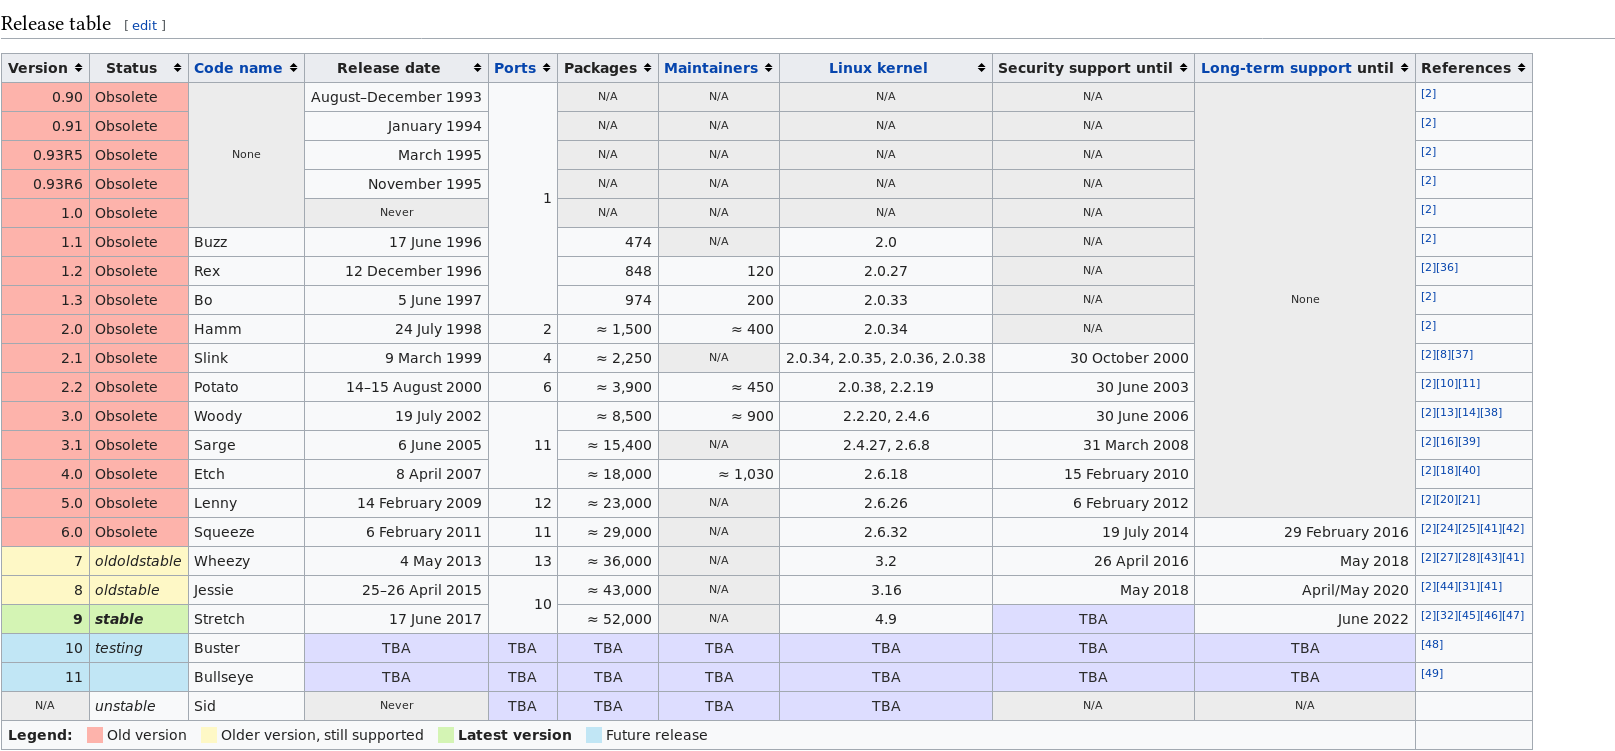 Release table [ edit ]
Version Status Code name Release date Ports Packages Maintainers Linux kernel Security support until Long-term support until References
0.90 Obsolete None August–December 1993 1 N/A N/A N/A N/A None [2]
0.91 Obsolete January 1994 N/A N/A N/A N/A [2]
0.93R5 Obsolete March 1995 N/A N/A N/A N/A [2]
0.93R6 Obsolete November 1995 N/A N/A N/A N/A [2]
1.0 Obsolete Never N/A N/A N/A N/A [2]
1.1 Obsolete Buzz 17 June 1996 474 N/A 2.0 N/A [2]
1.2 Obsolete Rex 12 December 1996 848 120 2.0.27 N/A [2][36]
1.3 Obsolete Bo 5 June 1997 974 200 2.0.33 N/A [2]
2.0 Obsolete Hamm 24 July 1998 2 ≈ 1,500 ≈ 400 2.0.34 N/A [2]
2.1 Obsolete Slink 9 March 1999 4 ≈ 2,250 N/A 2.0.34, 2.0.35, 2.0.36, 2.0.38 30 October 2000 [2][8][37]
2.2 Obsolete Potato 14–15 August 2000 6 ≈ 3,900 ≈ 450 2.0.38, 2.2.19 30 June 2003 [2][10][11]
3.0 Obsolete Woody 19 July 2002 11 ≈ 8,500 ≈ 900 2.2.20, 2.4.6 30 June 2006 [2][13][14][38]
3.1 Obsolete Sarge 6 June 2005 ≈ 15,400 N/A 2.4.27, 2.6.8 31 March 2008 [2][16][39]
4.0 Obsolete Etch 8 April 2007 ≈ 18,000 ≈ 1,030 2.6.18 15 February 2010 [2][18][40]
5.0 Obsolete Lenny 14 February 2009 12 ≈ 23,000 N/A 2.6.26 6 February 2012 [2][20][21]
6.0 Obsolete Squeeze 6 February 2011 11 ≈ 29,000 N/A 2.6.32 19 July 2014 29 February 2016 [2][24][25][41][42]
7 oldoldstable Wheezy 4 May 2013 13 ≈ 36,000 N/A 3.2 26 April 2016 May 2018 [2][27][28][43][41]
8 oldstable Jessie 25–26 April 2015 10 ≈ 43,000 N/A 3.16 May 2018 April/May 2020 [2][44][31][41]
9 stable Stretch 17 June 2017 ≈ 52,000 N/A 4.9 TBA June 2022 [2][32][45][46][47]
10 testing Buster TBA TBA TBA TBA TBA TBA TBA [48]
11 Bullseye TBA TBA TBA TBA TBA TBA TBA [49]
N/A unstable Sid Never TBA TBA TBA TBA N/A N/A
Legend: Old version Older version, still supported Latest version Future release